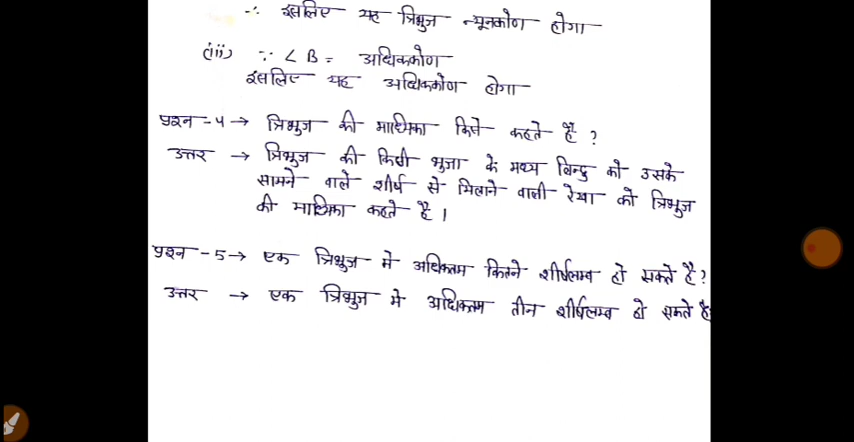 ∴ इसलिए यह त्रिभुज न्यूनकोण होगा
(iii) ∵ ∠B = अधिककोण
इसलिए यह अधिककोण होगा
प्रश्न-4 → त्रिभुज की माध्यिका किसे कहते है ?
उत्तर → त्रिभुज की किसी भुजा के मध्य बिन्दु को उसके
सामने वाले शीर्ष से मिलाने वाली रेखा को त्रिभुज
की माध्यिका कहते है।
प्रश्न-5 → एक त्रिभुज मे अधिकतम कितने शीर्षलम्ब हो सकते है?
उत्तर → एक त्रिभुज मे अधिकतम तीन शीर्षलम्ब हो सकते है